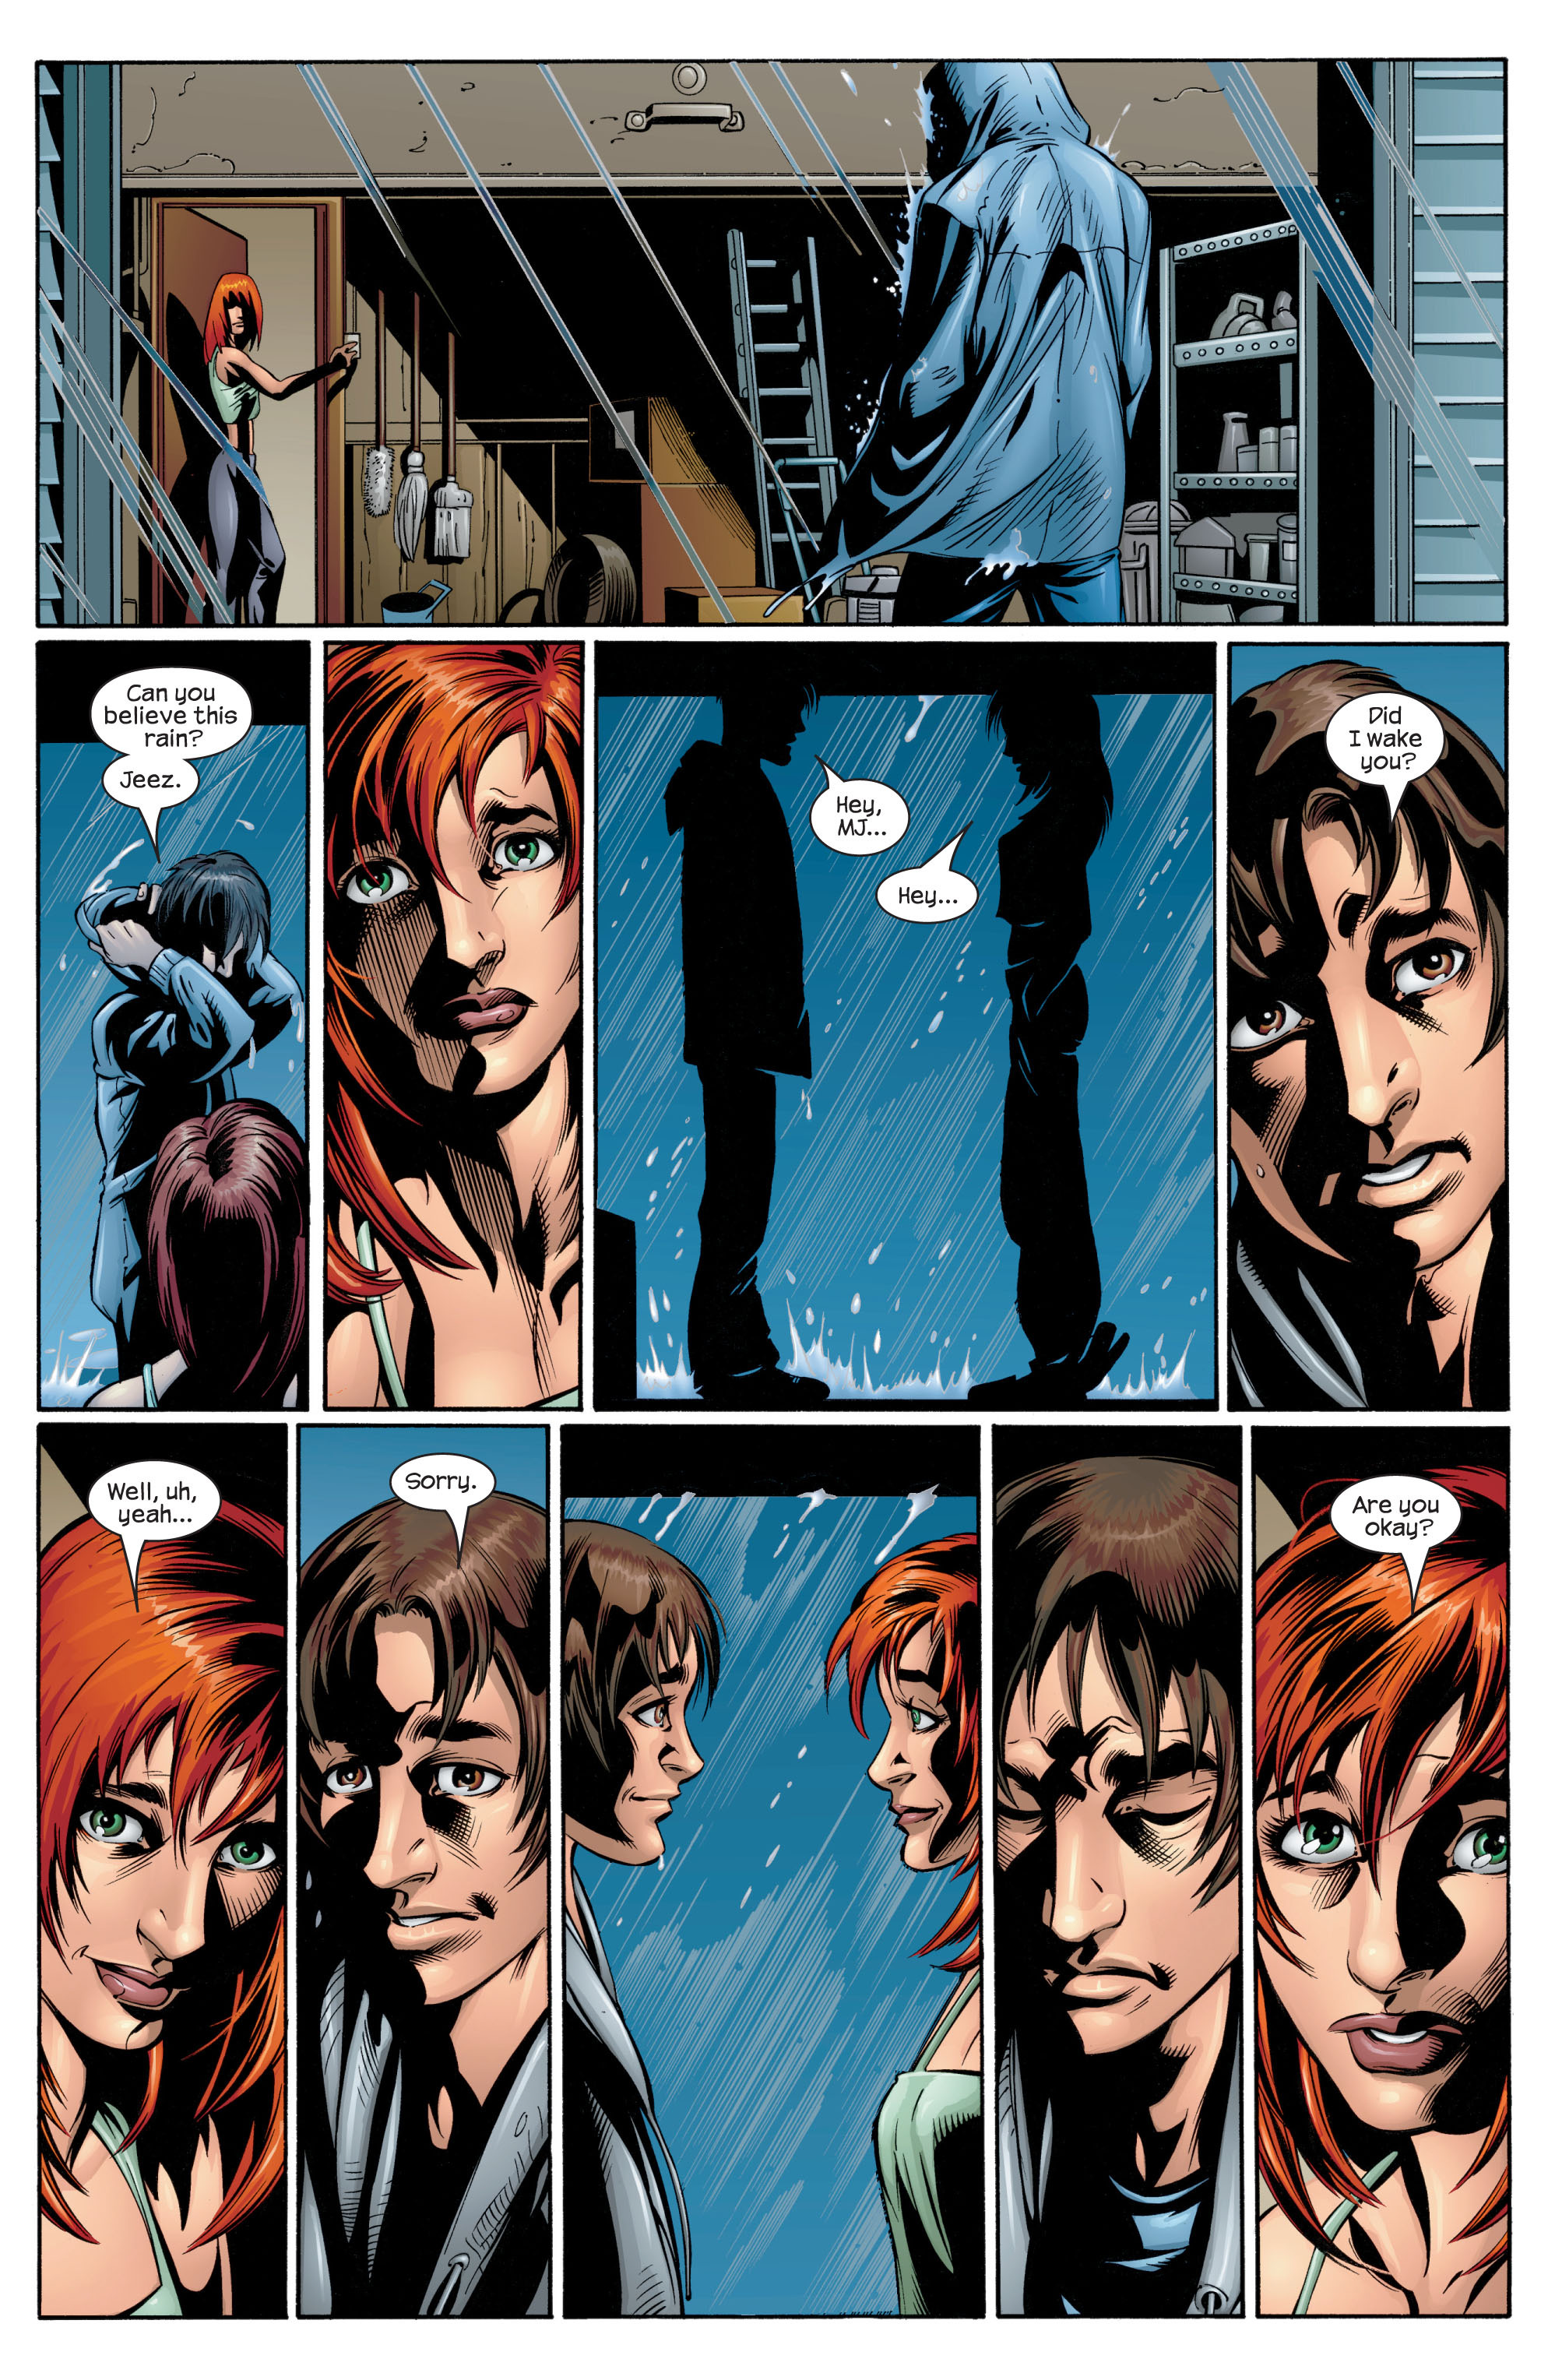 Can you
believe this
rain?
Jeez.
Hey,
MJ...
Hey...
Did
I wake
you?
Well, uh,
yeah...
Sorry.
Are you
okay?